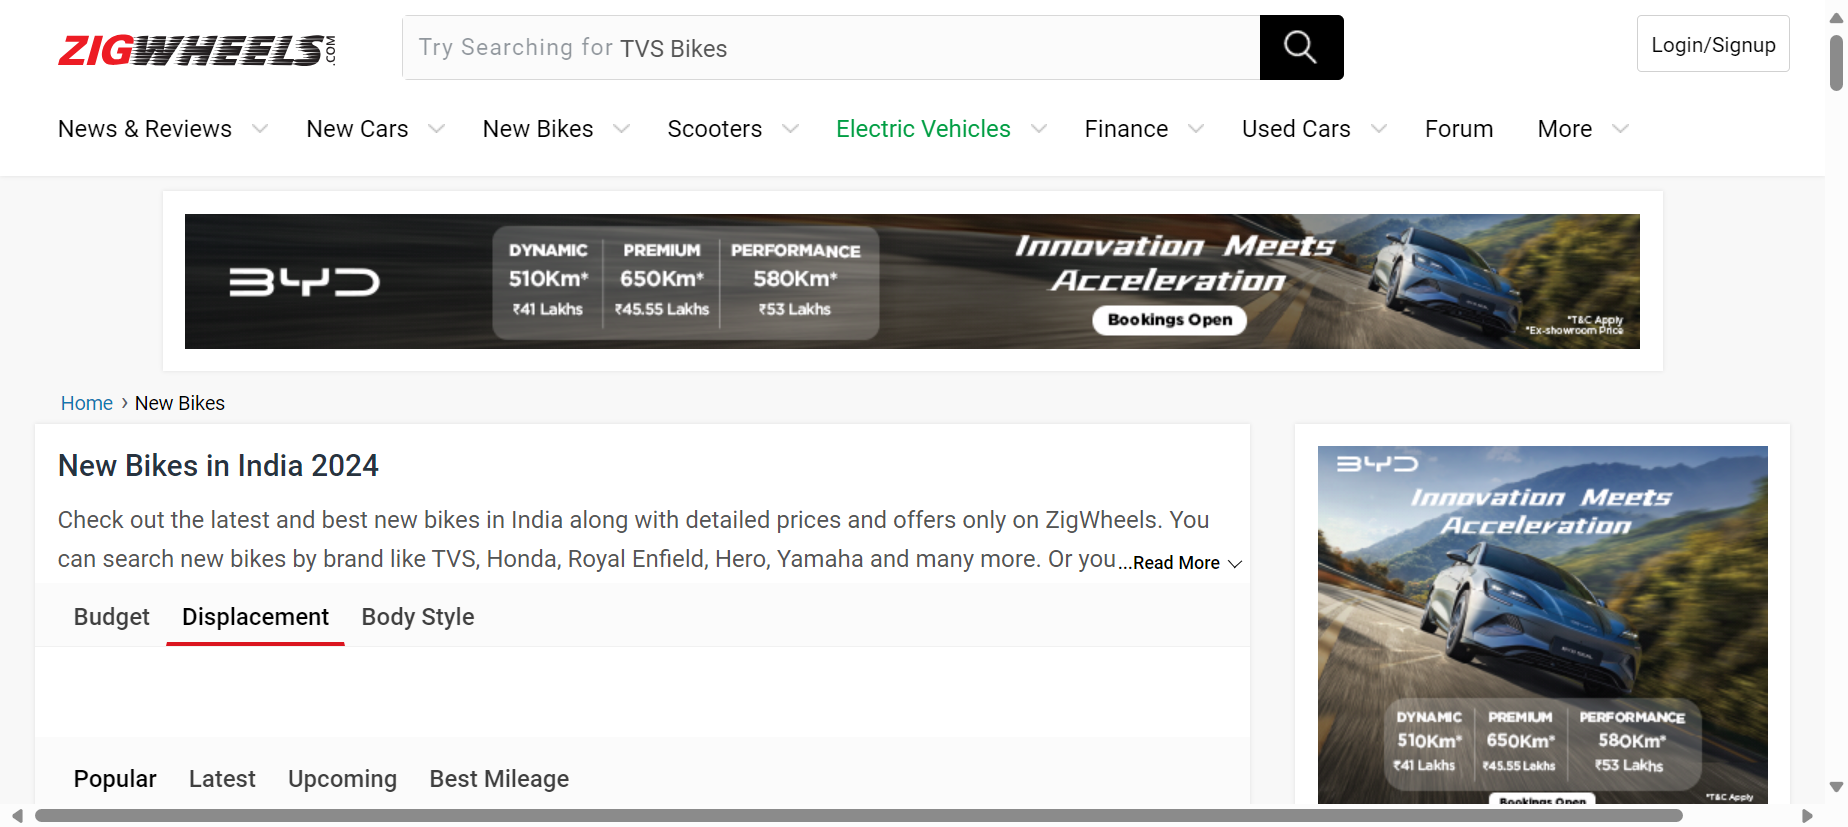 ZIGWHEELS.COM
Try Searching for TVS Bikes
Login/Signup
News & Reviews New Cars New Bikes Scooters Electric Vehicles Finance Used Cars Forum More
BYD
DYNAMIC PREMIUM PERFORMANCE
510Km* 650Km* 580Km*
₹41 Lakhs ₹45.55 Lakhs ₹53 Lakhs
Innovation Meets
Acceleration
Bookings Open
*T&C Apply
*Ex-showroom Price
Home › New Bikes
New Bikes in India 2024
Check out the latest and best new bikes in India along with detailed prices and offers only on ZigWheels. You
can search new bikes by brand like TVS, Honda, Royal Enfield, Hero, Yamaha and many more. Or you ...Read More
Budget Displacement Body Style
Popular Latest Upcoming Best Mileage
BYD
Innovation Meets
Acceleration
DYNAMIC PREMIUM PERFORMANCE
510Km* 650Km* 580Km*
₹41 Lakhs ₹45.55 Lakhs ₹53 Lakhs
Bookings Open
*T&C Apply